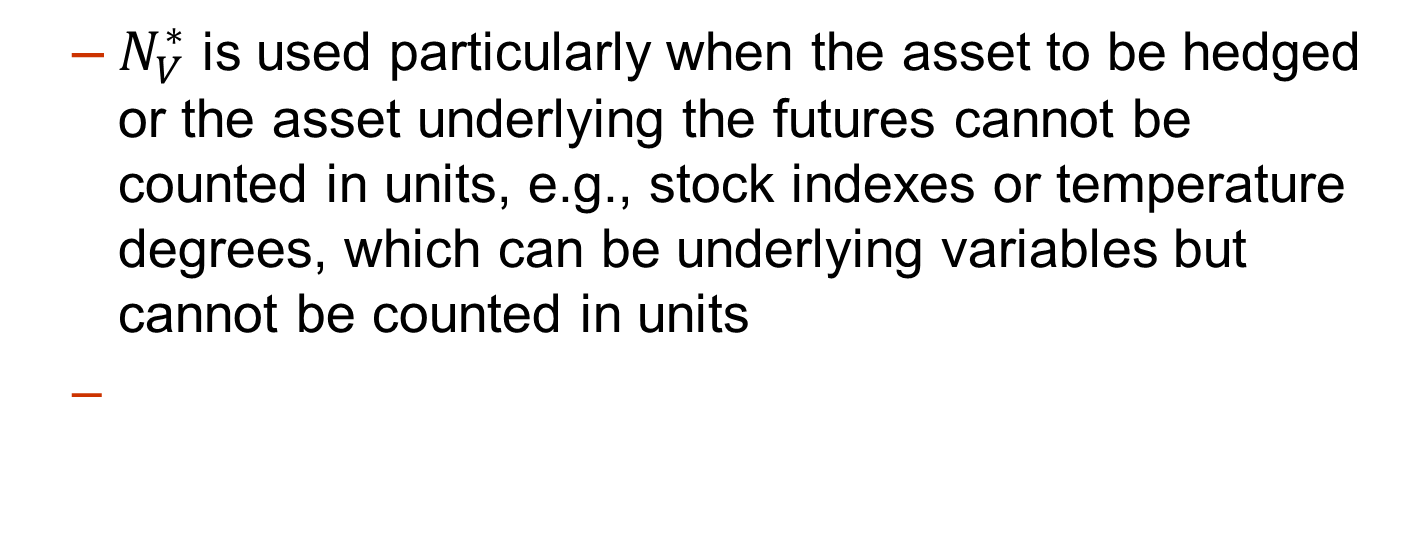 – N*V is used particularly when the asset to be hedged
or the asset underlying the futures cannot be
counted in units, e.g., stock indexes or temperature
degrees, which can be underlying variables but
cannot be counted in units
–